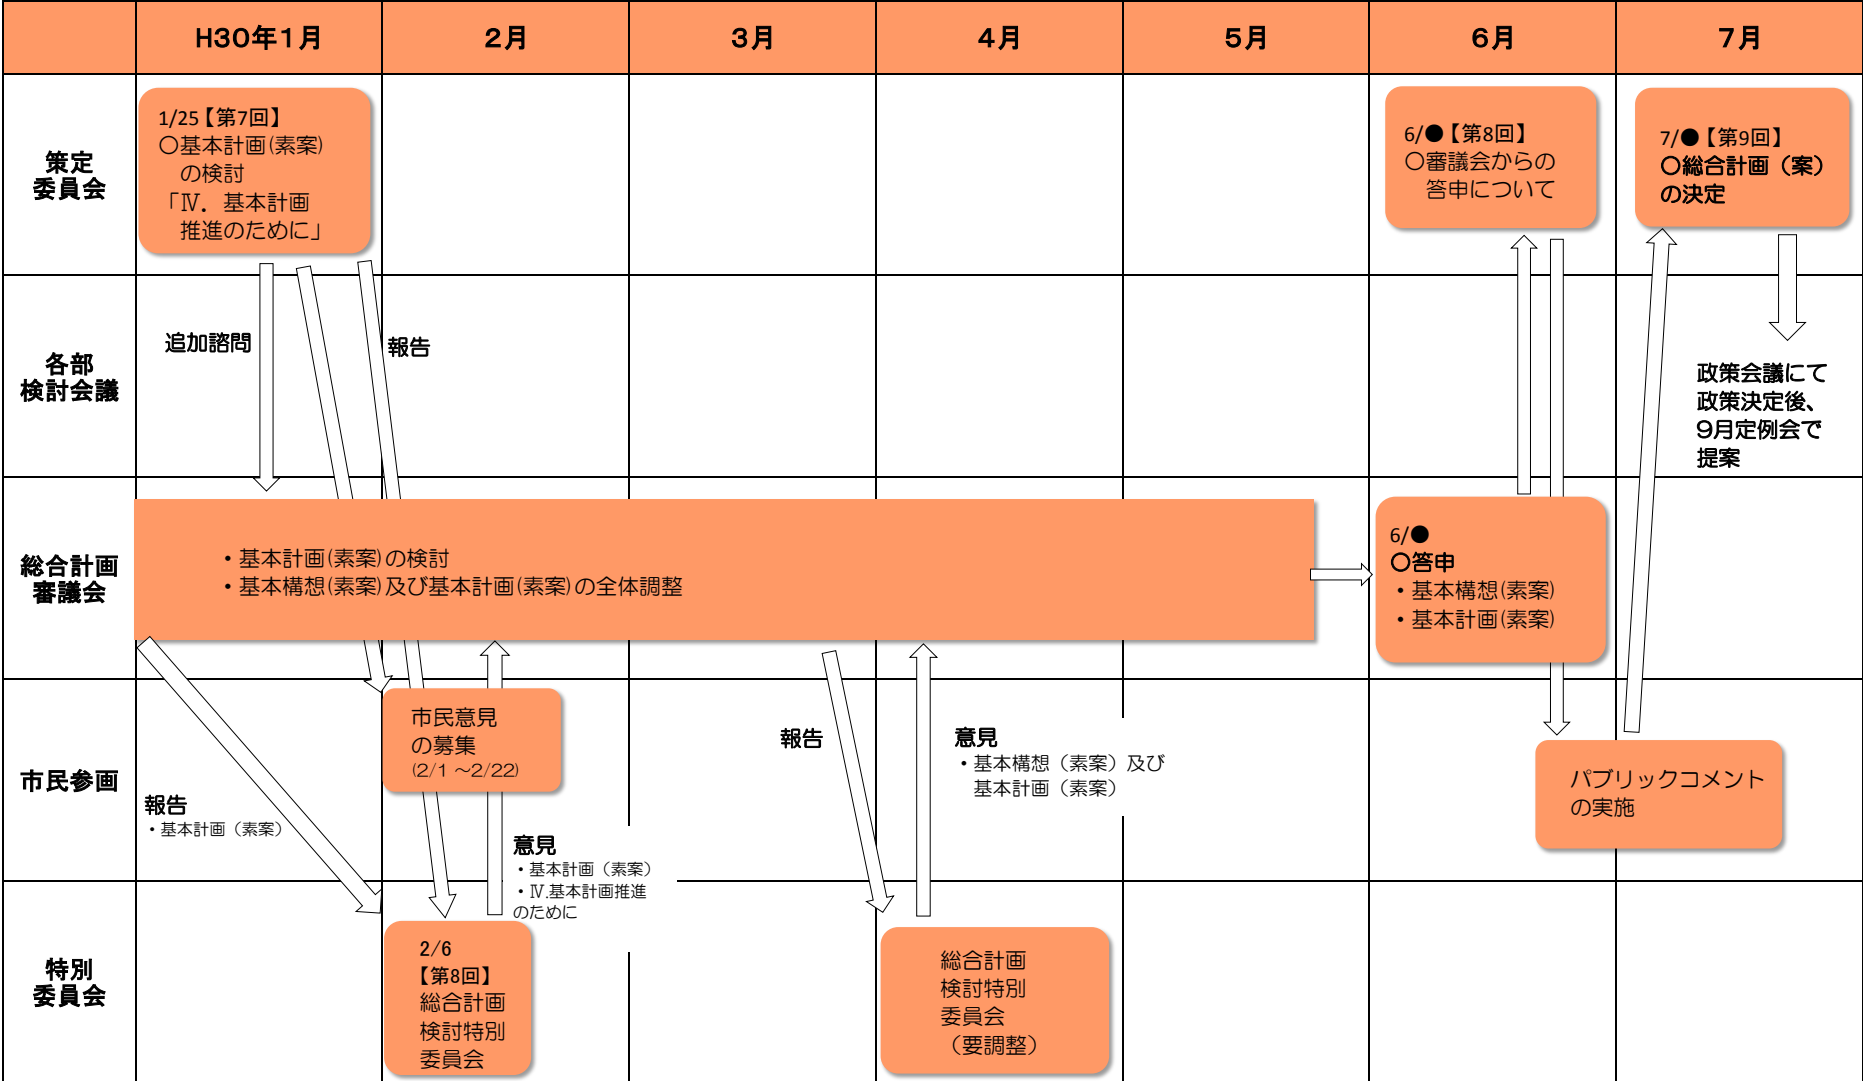 H30年1月
2月
3月
4月
5月
6月
7月
策定
委員会
1/25【第7回】
〇基本計画(素案)
の検討
「Ⅳ．基本計画
推進のために」
6/●【第8回】
〇審議会からの
答申について
7/●【第9回】
〇総合計画（案）
の決定
各部
検討会議
追加諮問
報告
政策会議にて
政策決定後、
9月定例会で
提案
総合計画
審議会
・基本計画(素案)の検討
・基本構想(素案)及び基本計画(素案)の全体調整
6/●
〇答申
・基本構想(素案)
・基本計画(素案)
市民参画
報告
・基本計画（素案）
市民意見
の募集
(2/1～2/22)
意見
・基本計画（素案）
・Ⅳ.基本計画推進
のために
報告
意見
・基本構想（素案）及び
基本計画（素案）
パブリックコメント
の実施
特別
委員会
2/6
【第8回】
総合計画
検討特別
委員会
総合計画
検討特別
委員会
（要調整）